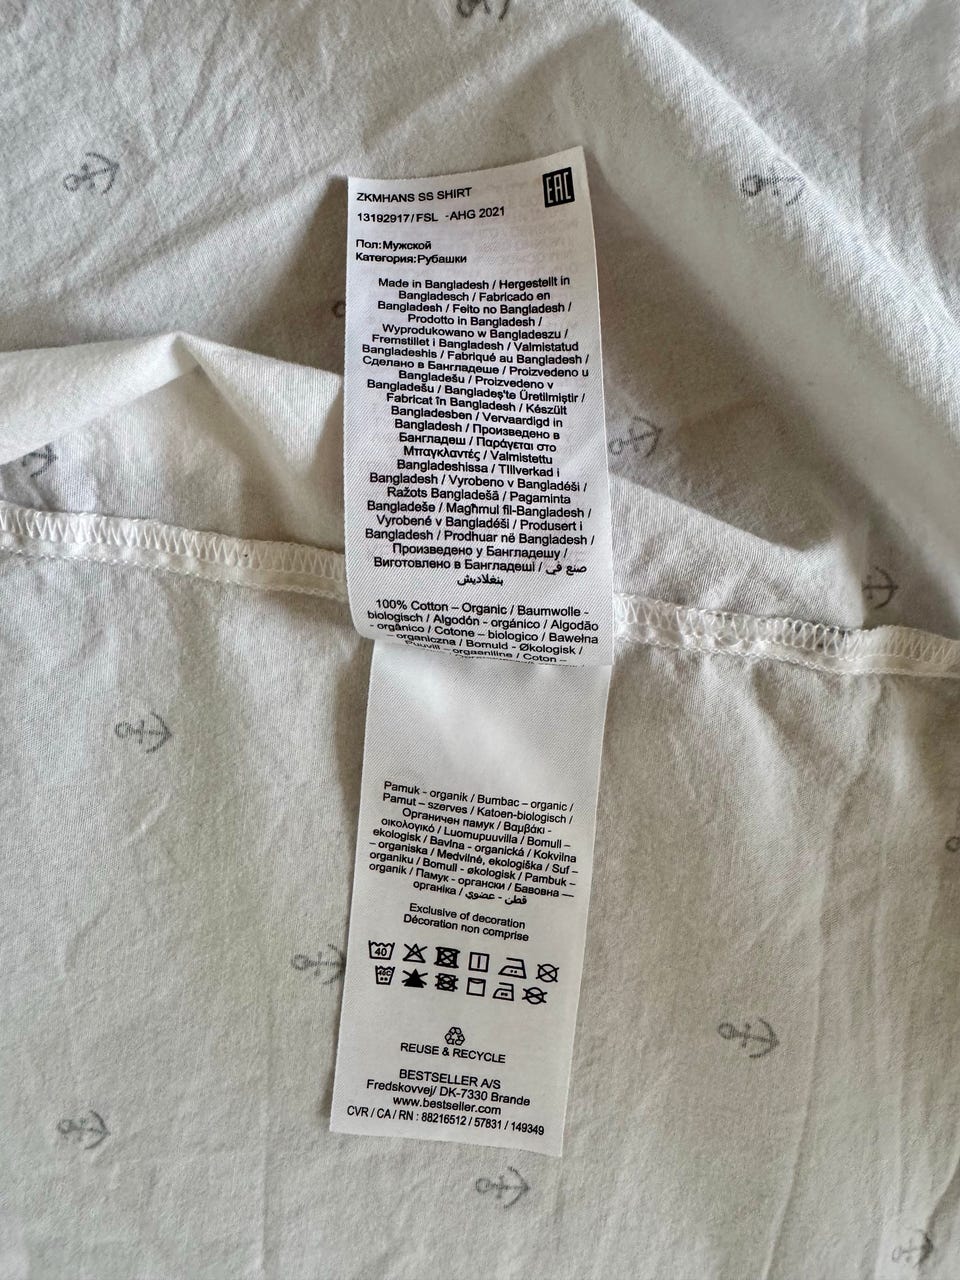 ZKMHANS SS SHIRT
EAC
13192917/FSL -AHG 2021
Пол:Мужской
Категория:Рубашки
Made in Bangladesh / Hergestellt in
Bangladesch / Fabricado en
Bangladesh / Feito no Bangladesh /
Prodotto in Bangladesh /
Wyprodukowano w Bangladeszu /
Fremstillet i Bangladesh / Valmistatud
Bangladeshis / Fabriqué au Bangladesh /
Сделано в Бангладеше / Proizvedeno u
Bangladešu / Proizvedeno v
Bangladešu / Bangladeş'te Üretilmiştir /
Fabricat în Bangladesh / Készült
Bangladesben / Vervaardigd in
Bangladesh / Произведено в
Бангладеш / Παράγεται στο
Μπαγκλαντές / Valmistettu
Bangladeshissa / Tillverkad i
Bangladesh / Vyrobeno v Bangladéši /
Ražots Bangladešā / Pagaminta
Bangladeše / Magħmul fil-Bangladesh /
Vyrobené v Bangladéši / Produsert i
Bangladesh / Prodhuar në Bangladesh /
Произведено у Бангладешу /
Виготовлено в Бангладеші / صنع في
بنغلاديش
100% Cotton – Organic / Baumwolle -
biologisch / Algodón - orgánico / Algodão
- orgânico / Cotone – biologico / Bawełna
– organiczna / Bomuld - Økologisk /
Puuvill – orgaaniline / Coton –
Pamuk - organik / Bumbac – organic /
Pamut – szerves / Katoen-biologisch /
Органичен памук / Βαμβάκι -
οικολογικό / Luomupuuvilla / Bomull –
ekologisk / Bavlna - organická / Kokvilna
– organiska / Medvilnė, ekologiška / Suf –
organiku / Bomull - økologisk / Pambuk –
organik / Памук - органски / Бавовна —
органіка / قطن - عضوي
Exclusive of decoration
Décoration non comprise
40
40C
REUSE & RECYCLE
BESTSELLER A/S
Fredskovvej/ DK-7330 Brande
www.bestseller.com
CVR / CA / RN : 88216512 / 57831 / 149349